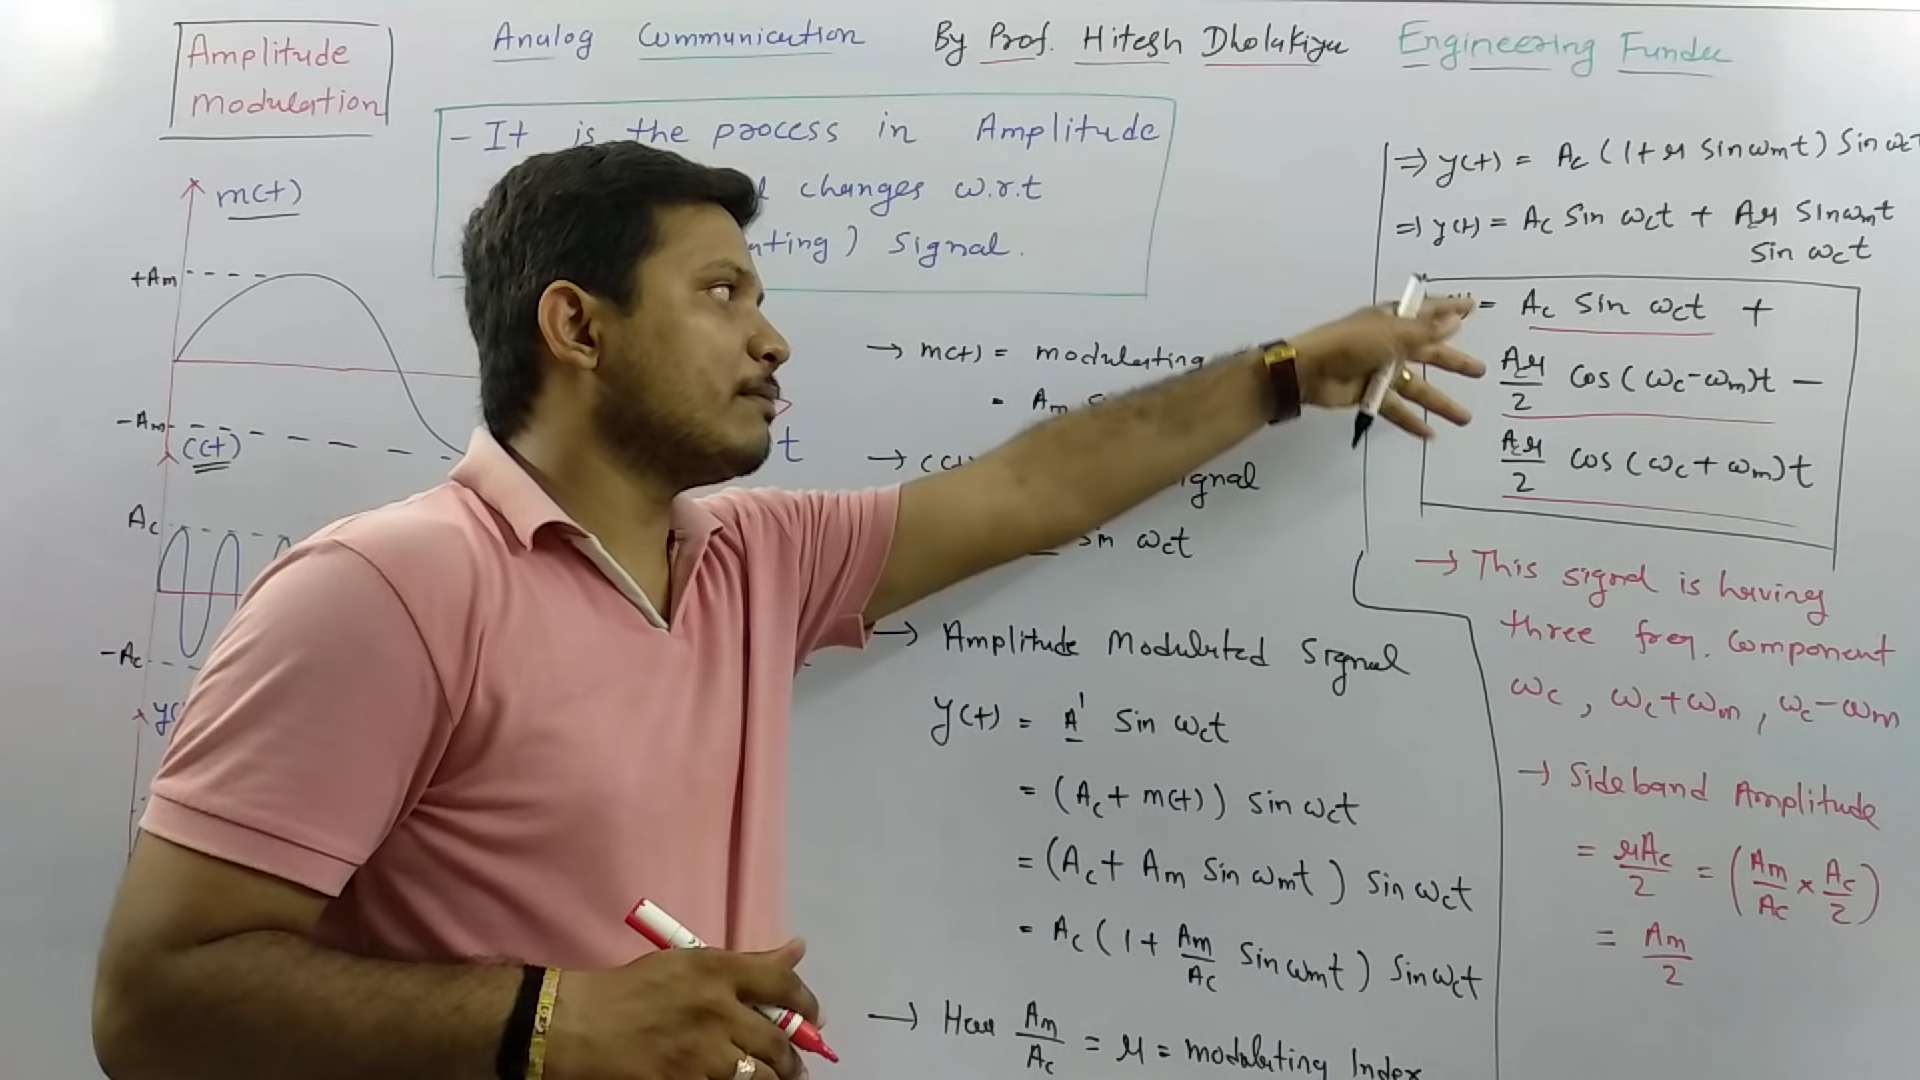 Amplitude
Modulation
Analog Communication By Prof. Hitesh Dholakiya Engineering Funda
- It is the process in Amplitude
changes w.r.t
) Signal.
m(t)
+Am
-Am
t
c(t)
Ac
-Ac
→ m(t) = modulating
= Am
→ c(t)
ignal
sin ωct
→ Amplitude Modulated Signal
y(t) = A' Sin ωct
= (Ac + m(t)) sin ωct
= (Ac + Am Sin ωmt) Sin ωct
= Ac (1 + Am/Ac Sin ωmt) Sin ωct
→ Here Am/Ac = μ = modulating Index
⇒ y(t) = Ac (1 + μ Sin ωmt) Sin ωct
⇒ y(t) = Ac Sin ωct + Acμ Sin ωmt
Sin ωct
= Ac Sin ωct +
Acμ/2 cos (ωc - ωm)t -
Acμ/2 cos (ωc + ωm)t
→ This signal is having
three freq. Component
ωc, ωc+ωm, ωc-ωm
→ Sideband Amplitude
= μAc/2 = (Am/Ac × Ac/2)
= Am/2